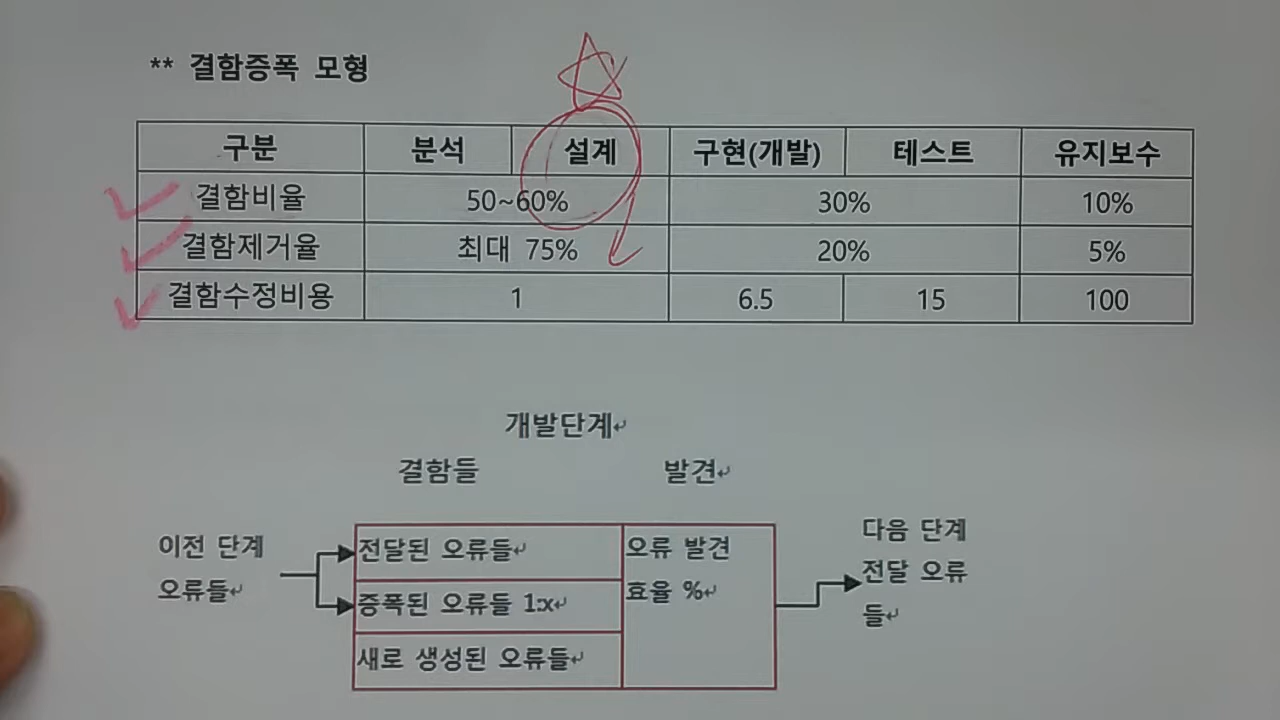 ** 결함증폭 모형
구분 분석 설계 구현(개발) 테스트 유지보수
결함비율 50~60% 30% 10%
결함제거율 최대 75% 20% 5%
결함수정비용 1 6.5 15 100
개발단계↵
결함들 발견↵
이전 단계
오류들↵
전달된 오류들↵
증폭된 오류들 1:x↵
새로 생성된 오류들↵
오류 발견
효율 %↵
다음 단계
전달 오류
들↵